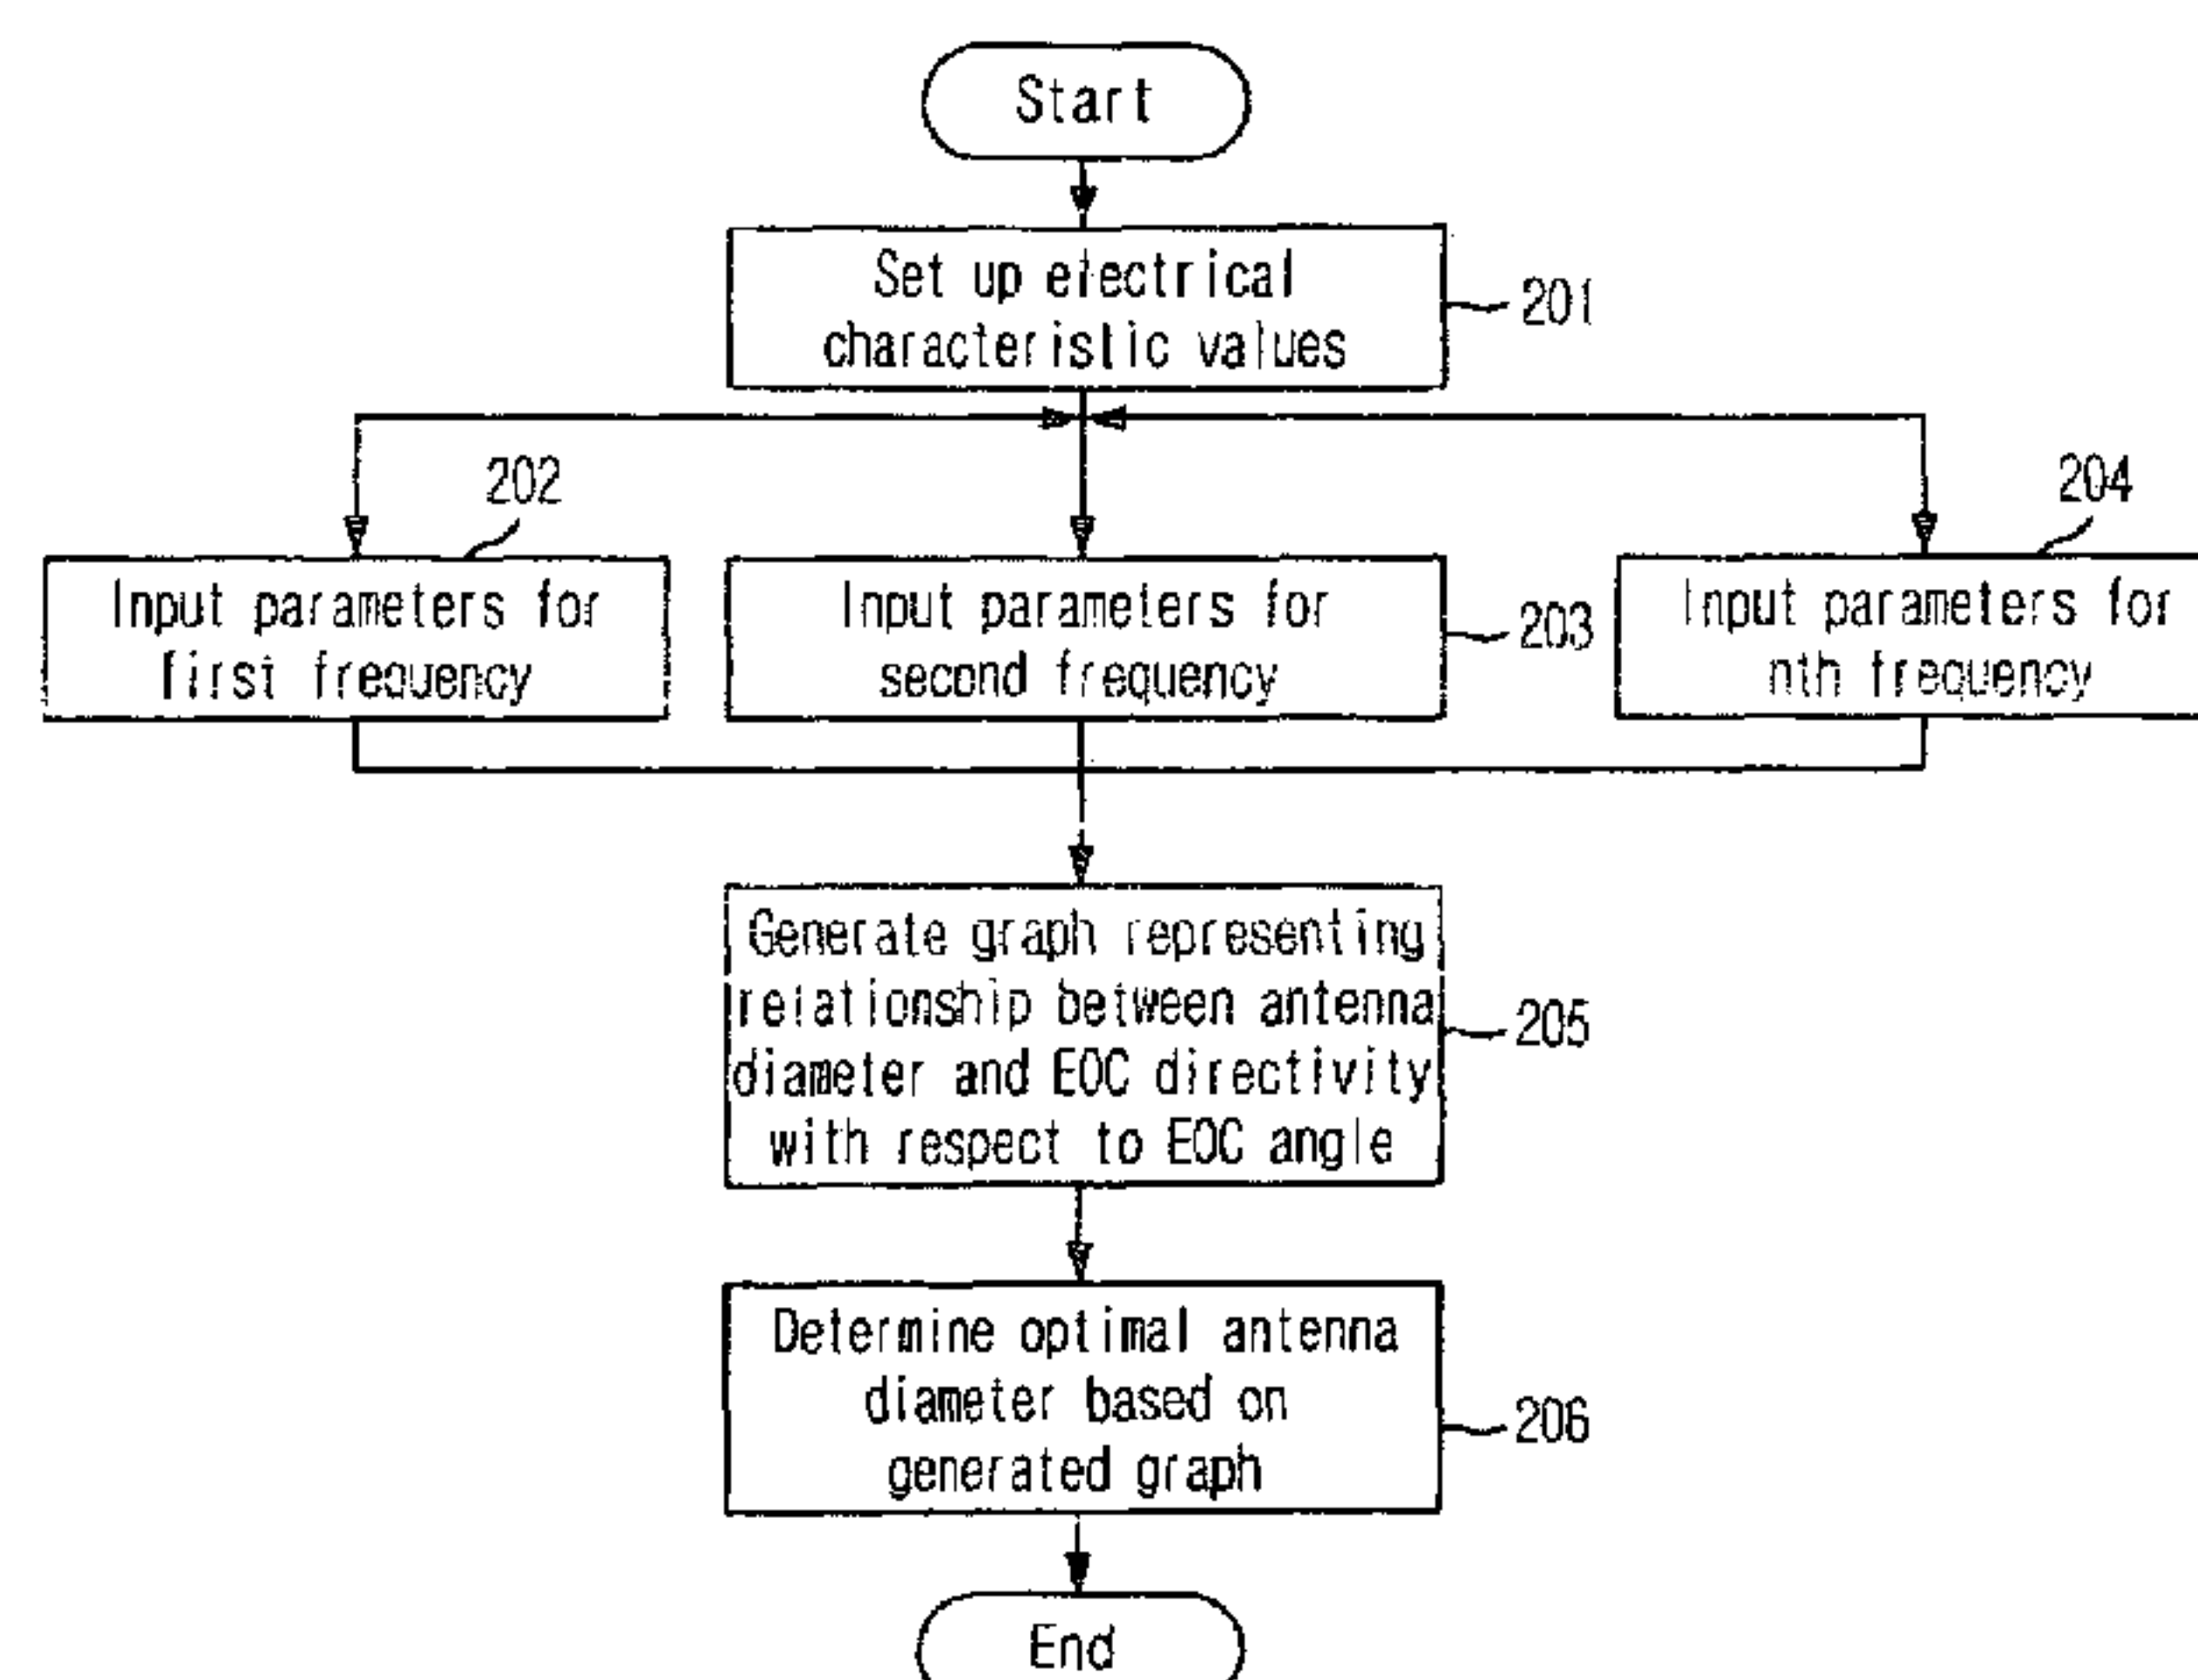 Start
Set up electrical
characteristic values
201
202
204
Input parameters for
first frequency
Input parameters for
second frequency
203
Input parameters for
nth frequency
Generate graph representing
relationship between antenna
diameter and EOC directivity
with respect to EOC angle
205
Determine optimal antenna
diameter based on
generated graph
206
End